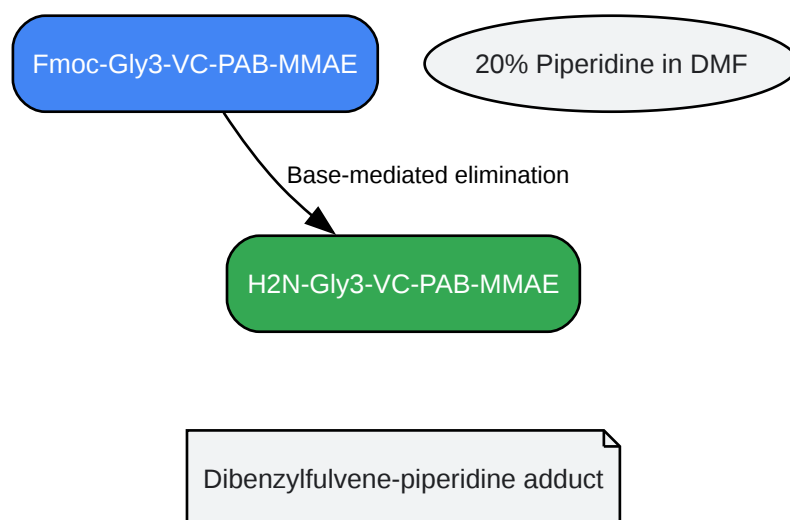 Fmoc-Gly3-VC-PAB-MMAE
20% Piperidine in DMF
Base-mediated elimination
H2N-Gly3-VC-PAB-MMAE
Dibenzylfulvene-piperidine adduct